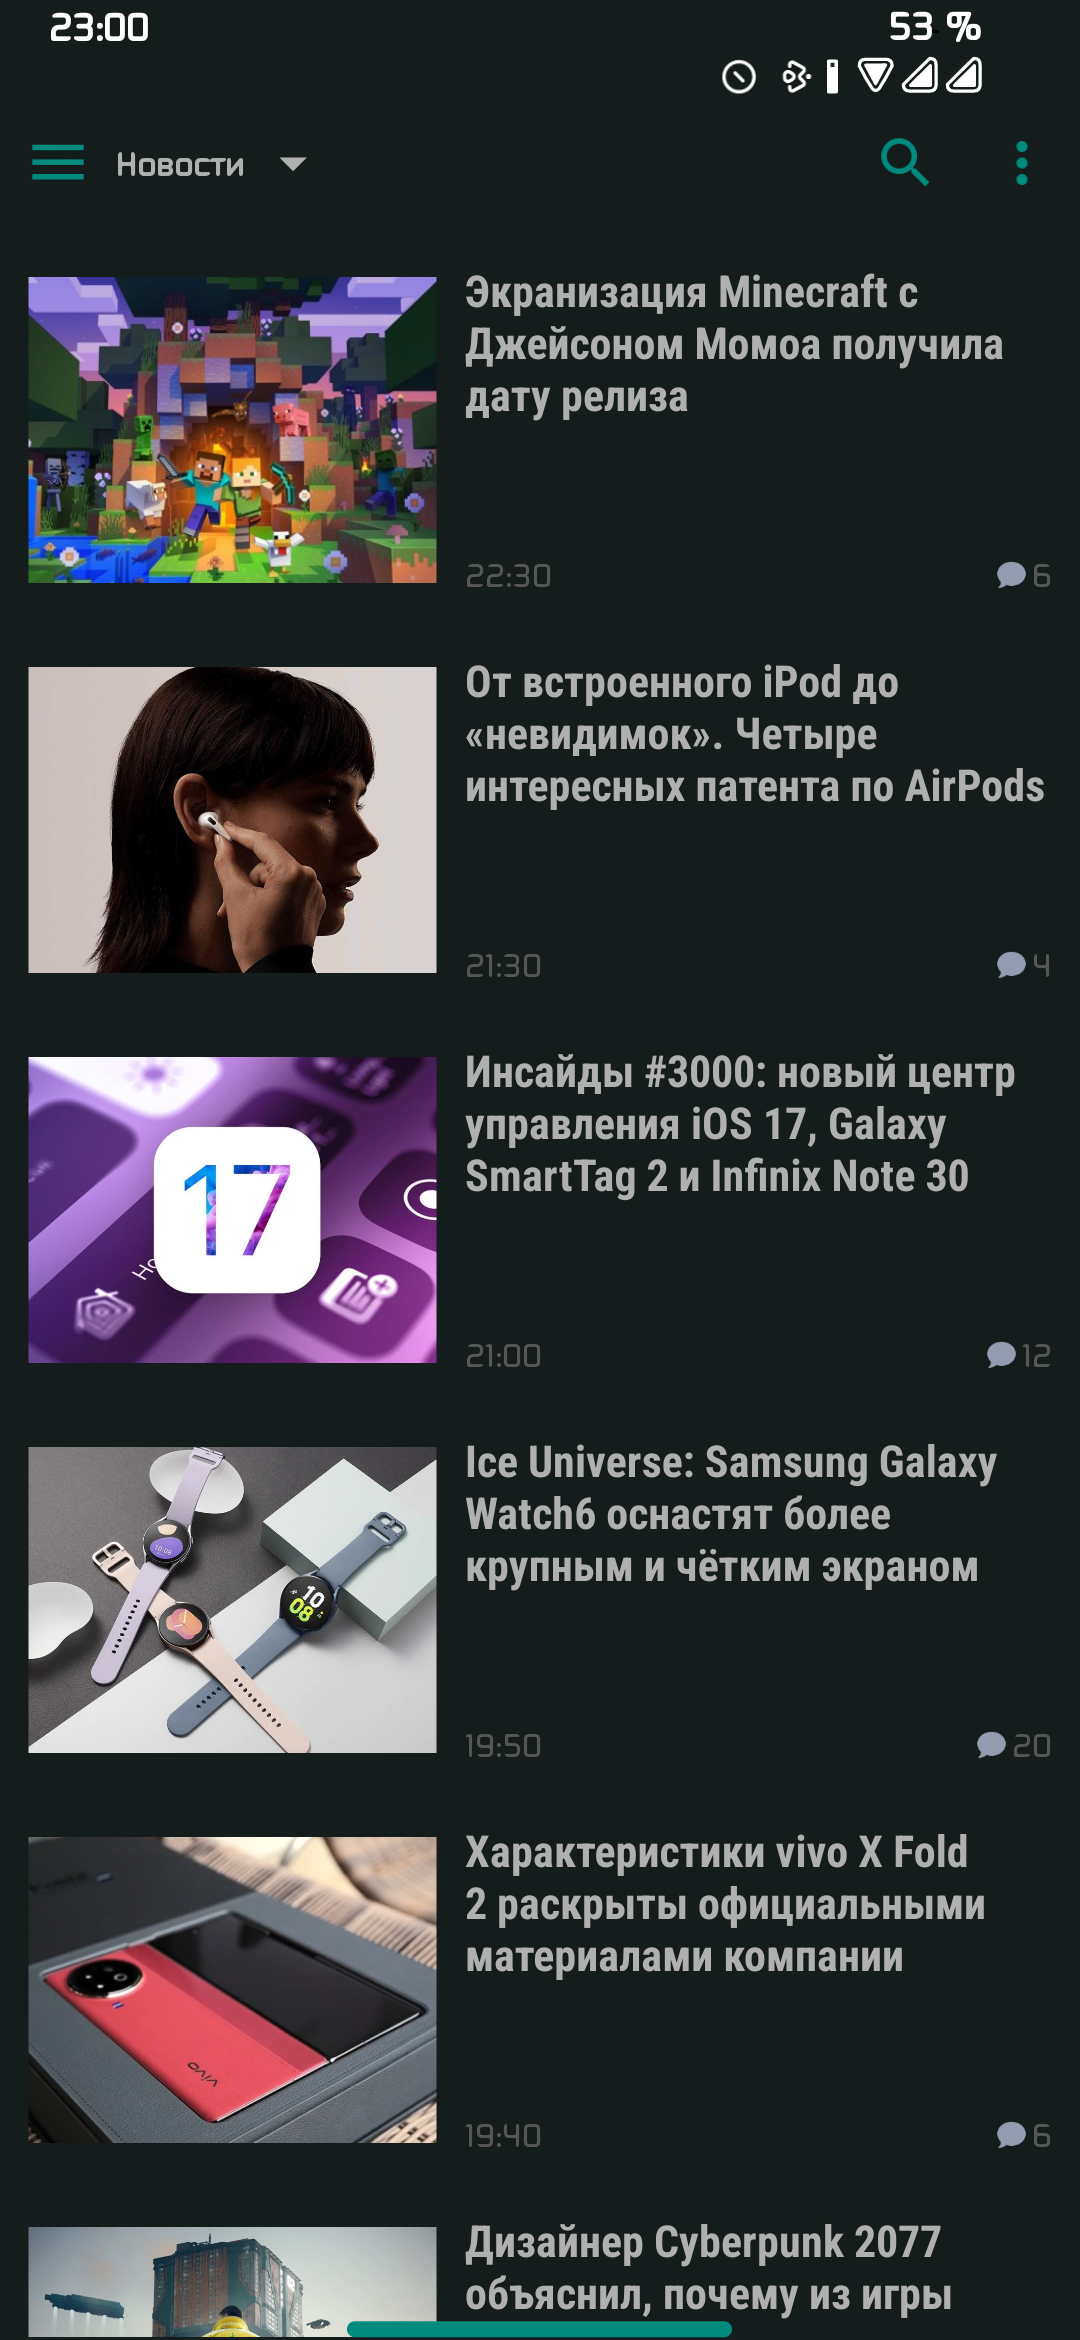 23:00
53 %
Новости
Экранизация Minecraft с
Джейсоном Момоа получила
дату релиза
22:30
6
От встроенного iPod до
«невидимок». Четыре
интересных патента по AirPods
21:30
4
17
Инсайды #3000: новый центр
управления iOS 17, Galaxy
SmartTag 2 и Infinix Note 30
21:00
12
10:08
10
08
Ice Universe: Samsung Galaxy
Watch6 оснастят более
крупным и чётким экраном
19:50
20
vivo
Характеристики vivo X Fold
2 раскрыты официальными
материалами компании
19:40
6
Дизайнер Cyberpunk 2077
объяснил, почему из игры